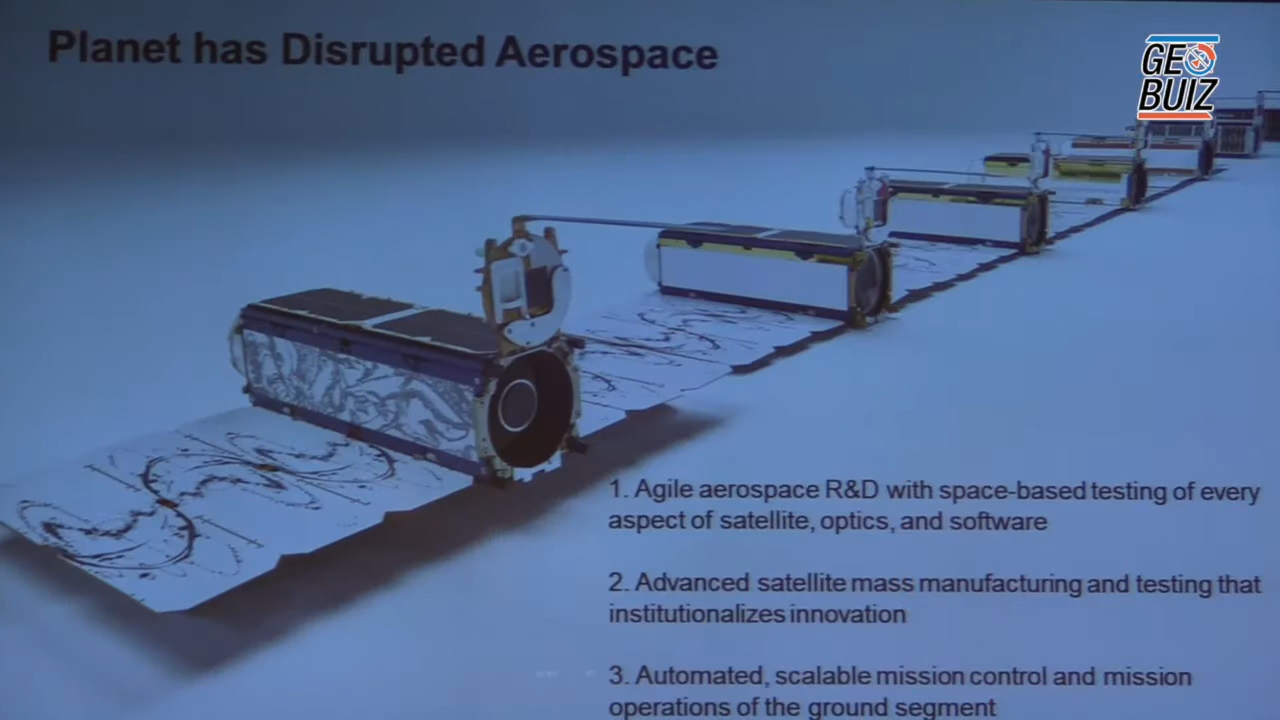 Planet has Disrupted Aerospace
GEO
BUIZ
1. Agile aerospace R&D with space-based testing of every
aspect of satellite, optics, and software
2. Advanced satellite mass manufacturing and testing that
institutionalizes innovation
3. Automated, scalable mission control and mission
operations of the ground segment